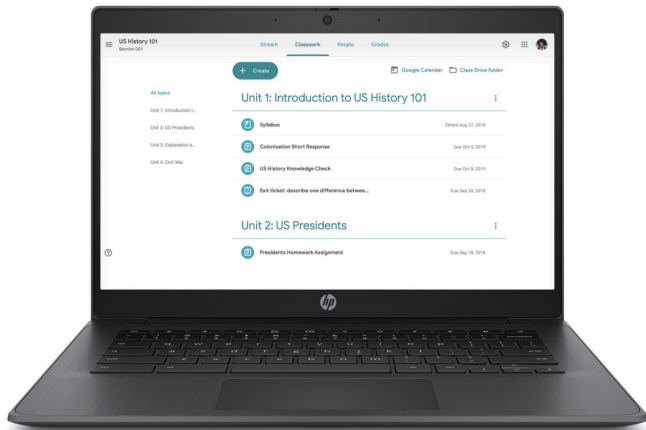 US History 101
Section G01
Stream Classwork People Grades
+ Create
Google Calendar Class Drive folder
All topics
Unit 1: Introduction t...
Unit 2: US Presidents
Unit 3: Exploration a...
Unit 4: Civil War
Unit 1: Introduction to US History 101
Syllabus Edited Aug 27, 2018
Colonization Short Response Due Oct 5, 2019
US History Knowledge Check Due Oct 8, 2019
Exit ticket: describe one difference betwee... Due Sep 20, 2018
Unit 2: US Presidents
Presidents Homework Assignment Due Sep 18, 2018
hp